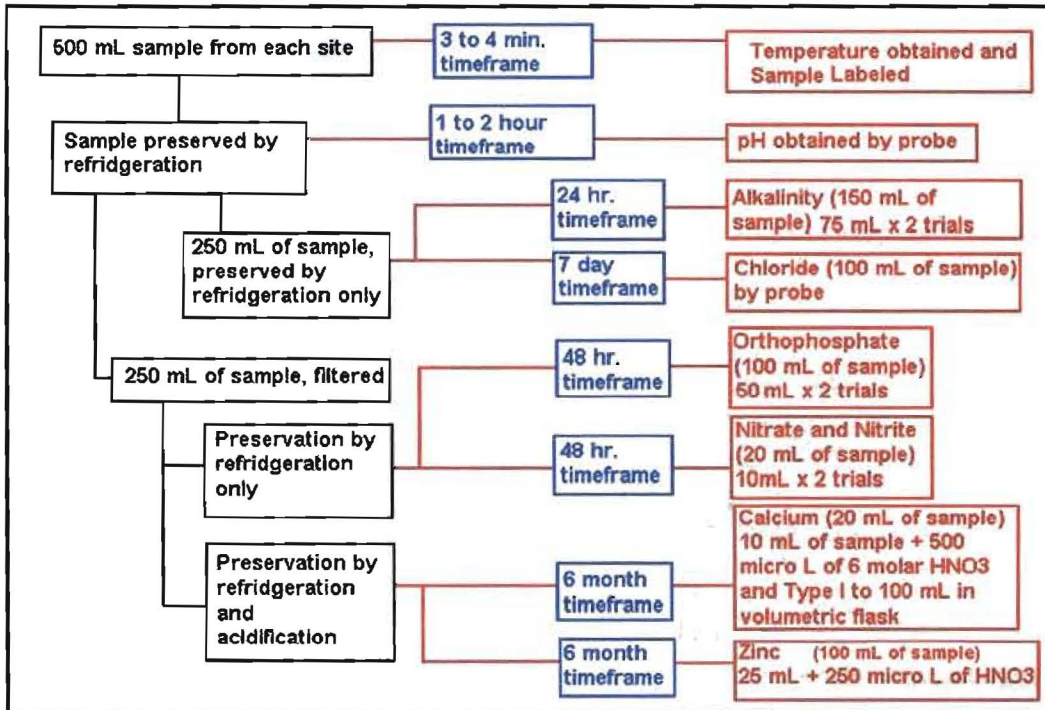 500 mL sample from each site
3 to 4 min.
timeframe
Temperature obtained and
Sample Labeled
Sample preserved by
refridgeration
1 to 2 hour
timeframe
pH obtained by probe
250 mL of sample,
preserved by
refridgeration only
24 hr.
timeframe
Alkalinity (150 mL of
sample) 75 mL x 2 trials
7 day
timeframe
Chloride (100 mL of sample)
by probe
250 mL of sample, filtered
48 hr.
timeframe
Orthophosphate
(100 mL of sample)
50 mL x 2 trials
Preservation by
refridgeration
only
48 hr.
timeframe
Nitrate and Nitrite
(20 mL of sample)
10mL x 2 trials
Preservation by
refridgeration
and
acidification
6 month
timeframe
Calcium (20 mL of sample)
10 mL of sample + 500
micro L of 6 molar HNO3
and Type I to 100 mL in
volumetric flask
6 month
timeframe
Zinc (100 mL of sample)
25 mL + 250 micro L of HNO3